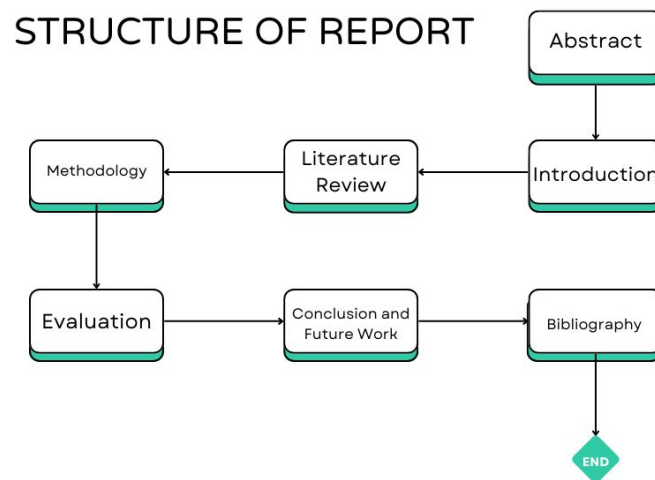 STRUCTURE OF REPORT
Abstract
Introduction
Literature
Review
Methodology
Evaluation
Conclusion and
Future Work
Bibliography
END